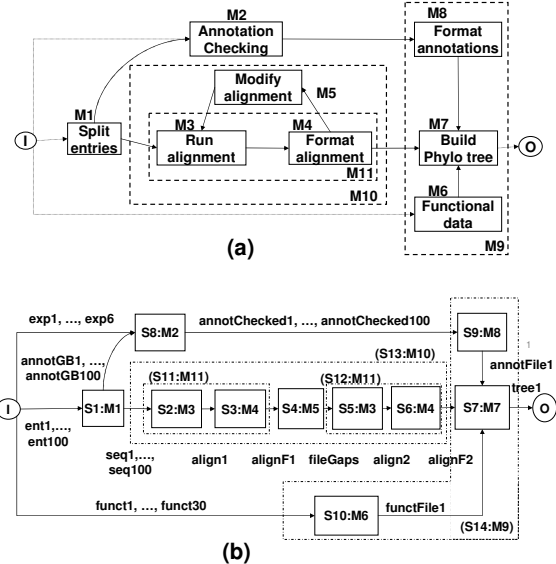 M2
Annotation
Checking
M8
Format
annotations
Modify
alignment
M5
M1
Split
entries
I
M3
Run
alignment
M4
Format
alignment
M11
M10
M7
Build
Phylo tree
O
M6
Functional
data
M9
(a)
exp1, …, exp6
S8:M2
annotChecked1, …, annotChecked100
S9:M8
1
annotGB1, …,
annotGB100
(S13:M10)
(S11:M11)
(S12:M11)
annotFile1
tree1
I
S1:M1
S2:M3
S3:M4
S4:M5
S5:M3
S6:M4
S7:M7
O
ent1,…,
ent100
seq1,…,
seq100
align1
alignF1
fileGaps
align2
alignF2
funct1, …, funct30
S10:M6
functFile1
(S14:M9)
(b)